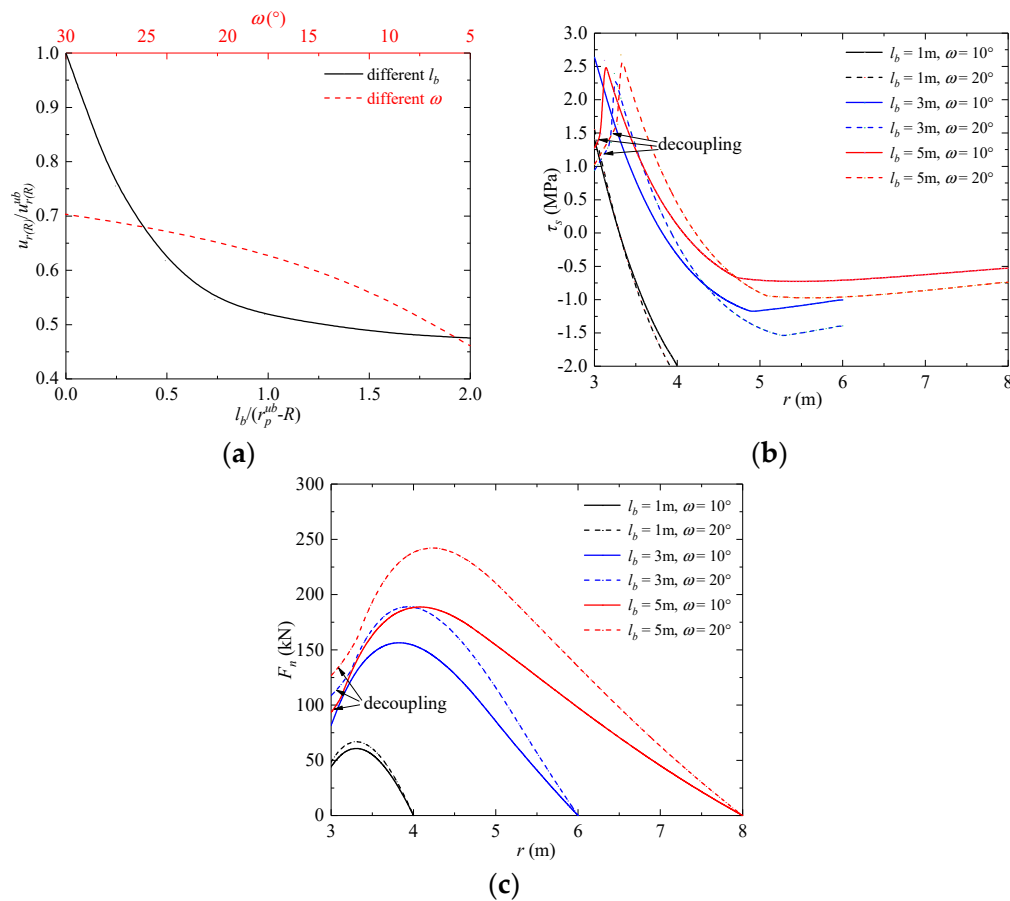 ω(°)
30 25 20 15 10 5
1.0
0.9
0.8
0.7
0.6
0.5
0.4
u_{r(R)}/u^{ub}_{r(R)}
different l_b
different ω
0.0 0.5 1.0 1.5 2.0
l_b/(r^{ub}_p-R)
(a)
3.0
2.5
2.0
1.5
1.0
0.5
0.0
-0.5
-1.0
-1.5
-2.0
τ_s (MPa)
decoupling
l_b = 1m, ω = 10°
l_b = 1m, ω = 20°
l_b = 3m, ω = 10°
l_b = 3m, ω = 20°
l_b = 5m, ω = 10°
l_b = 5m, ω = 20°
3 4 5 6 7 8
r (m)
(b)
300
250
200
150
100
50
0
F_n (kN)
decoupling
l_b = 1m, ω = 10°
l_b = 1m, ω = 20°
l_b = 3m, ω = 10°
l_b = 3m, ω = 20°
l_b = 5m, ω = 10°
l_b = 5m, ω = 20°
3 4 5 6 7 8
r (m)
(c)